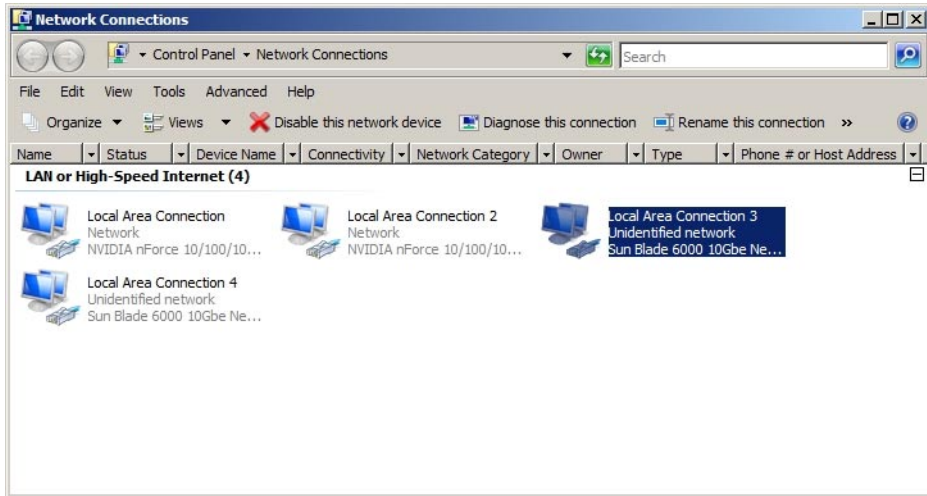 Network Connections
Control Panel Network Connections
Search
File Edit View Tools Advanced Help
Organize Views Disable this network device Diagnose this connection Rename this connection »
Name Status Device Name Connectivity Network Category Owner Type Phone # or Host Address
LAN or High-Speed Internet (4)
Local Area Connection
Network
NVIDIA nForce 10/100/10...
Local Area Connection 2
Network
NVIDIA nForce 10/100/10...
Local Area Connection 3
Unidentified network
Sun Blade 6000 10Gbe Ne...
Local Area Connection 4
Unidentified network
Sun Blade 6000 10Gbe Ne...